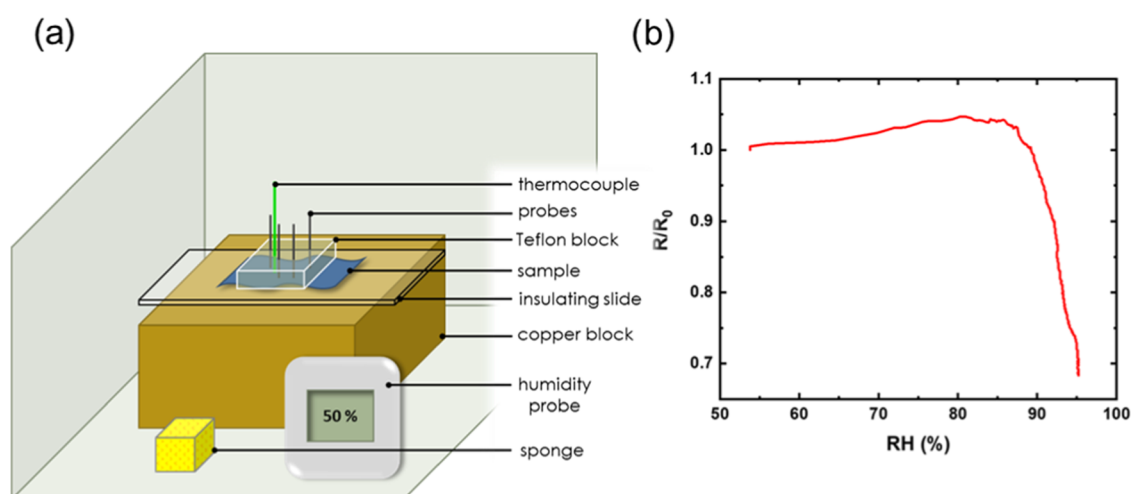 (a)
thermocouple
probes
Teflon block
sample
insulating slide
copper block
humidity
probe
sponge
50 %
(b)
1.1
1.0
0.9
0.8
0.7
R/R0
50
60
70
80
90
100
RH (%)